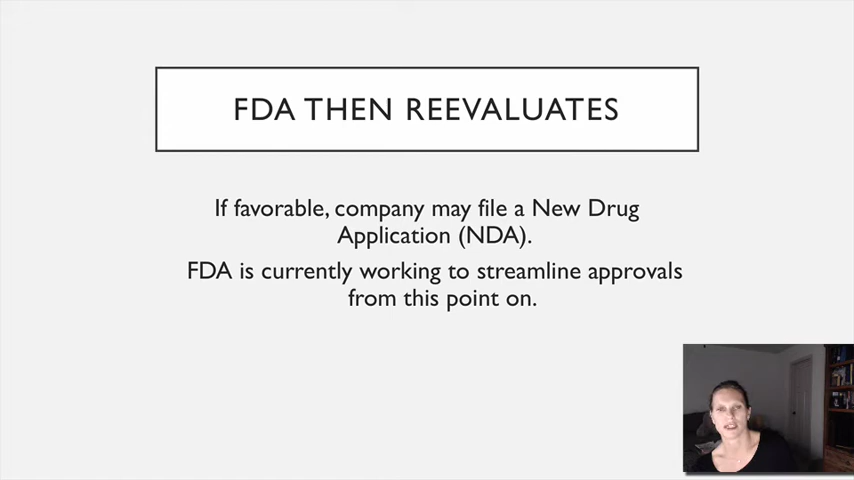 FDA THEN REEVALUATES
If favorable, company may file a New Drug
Application (NDA).
FDA is currently working to streamline approvals
from this point on.